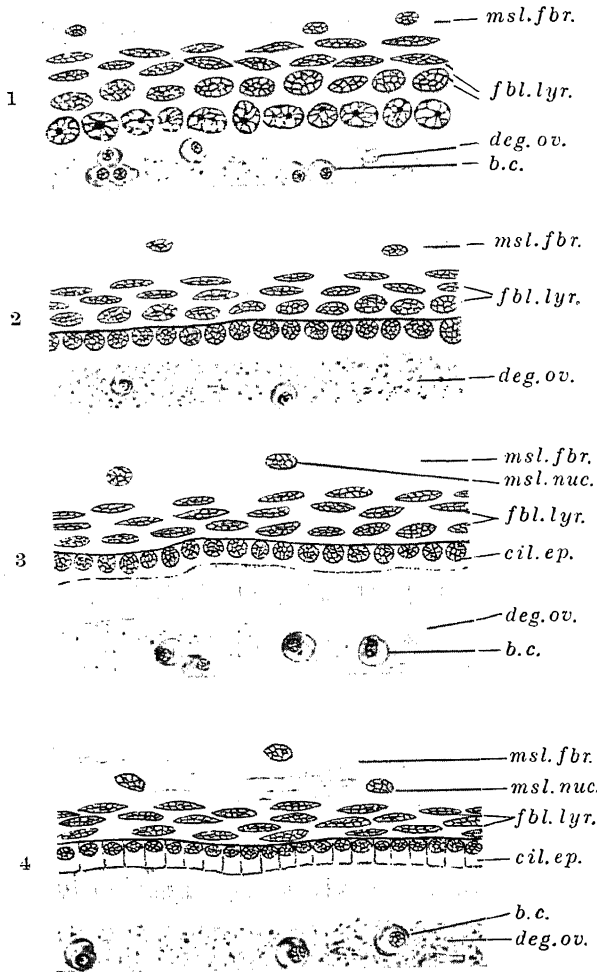 msl.fbr.
1
fbl.lyr.
deg.ov.
b.c.
msl.fbr.
fbl.lyr.
2
deg.ov.
msl.fbr.
msl.nuc.
fbl.lyr.
3
cil.ep.
deg.ov.
b.c.
msl.fbr.
msl.nuc.
fbl.lyr.
4
cil.ep.
b.c.
deg.ov.